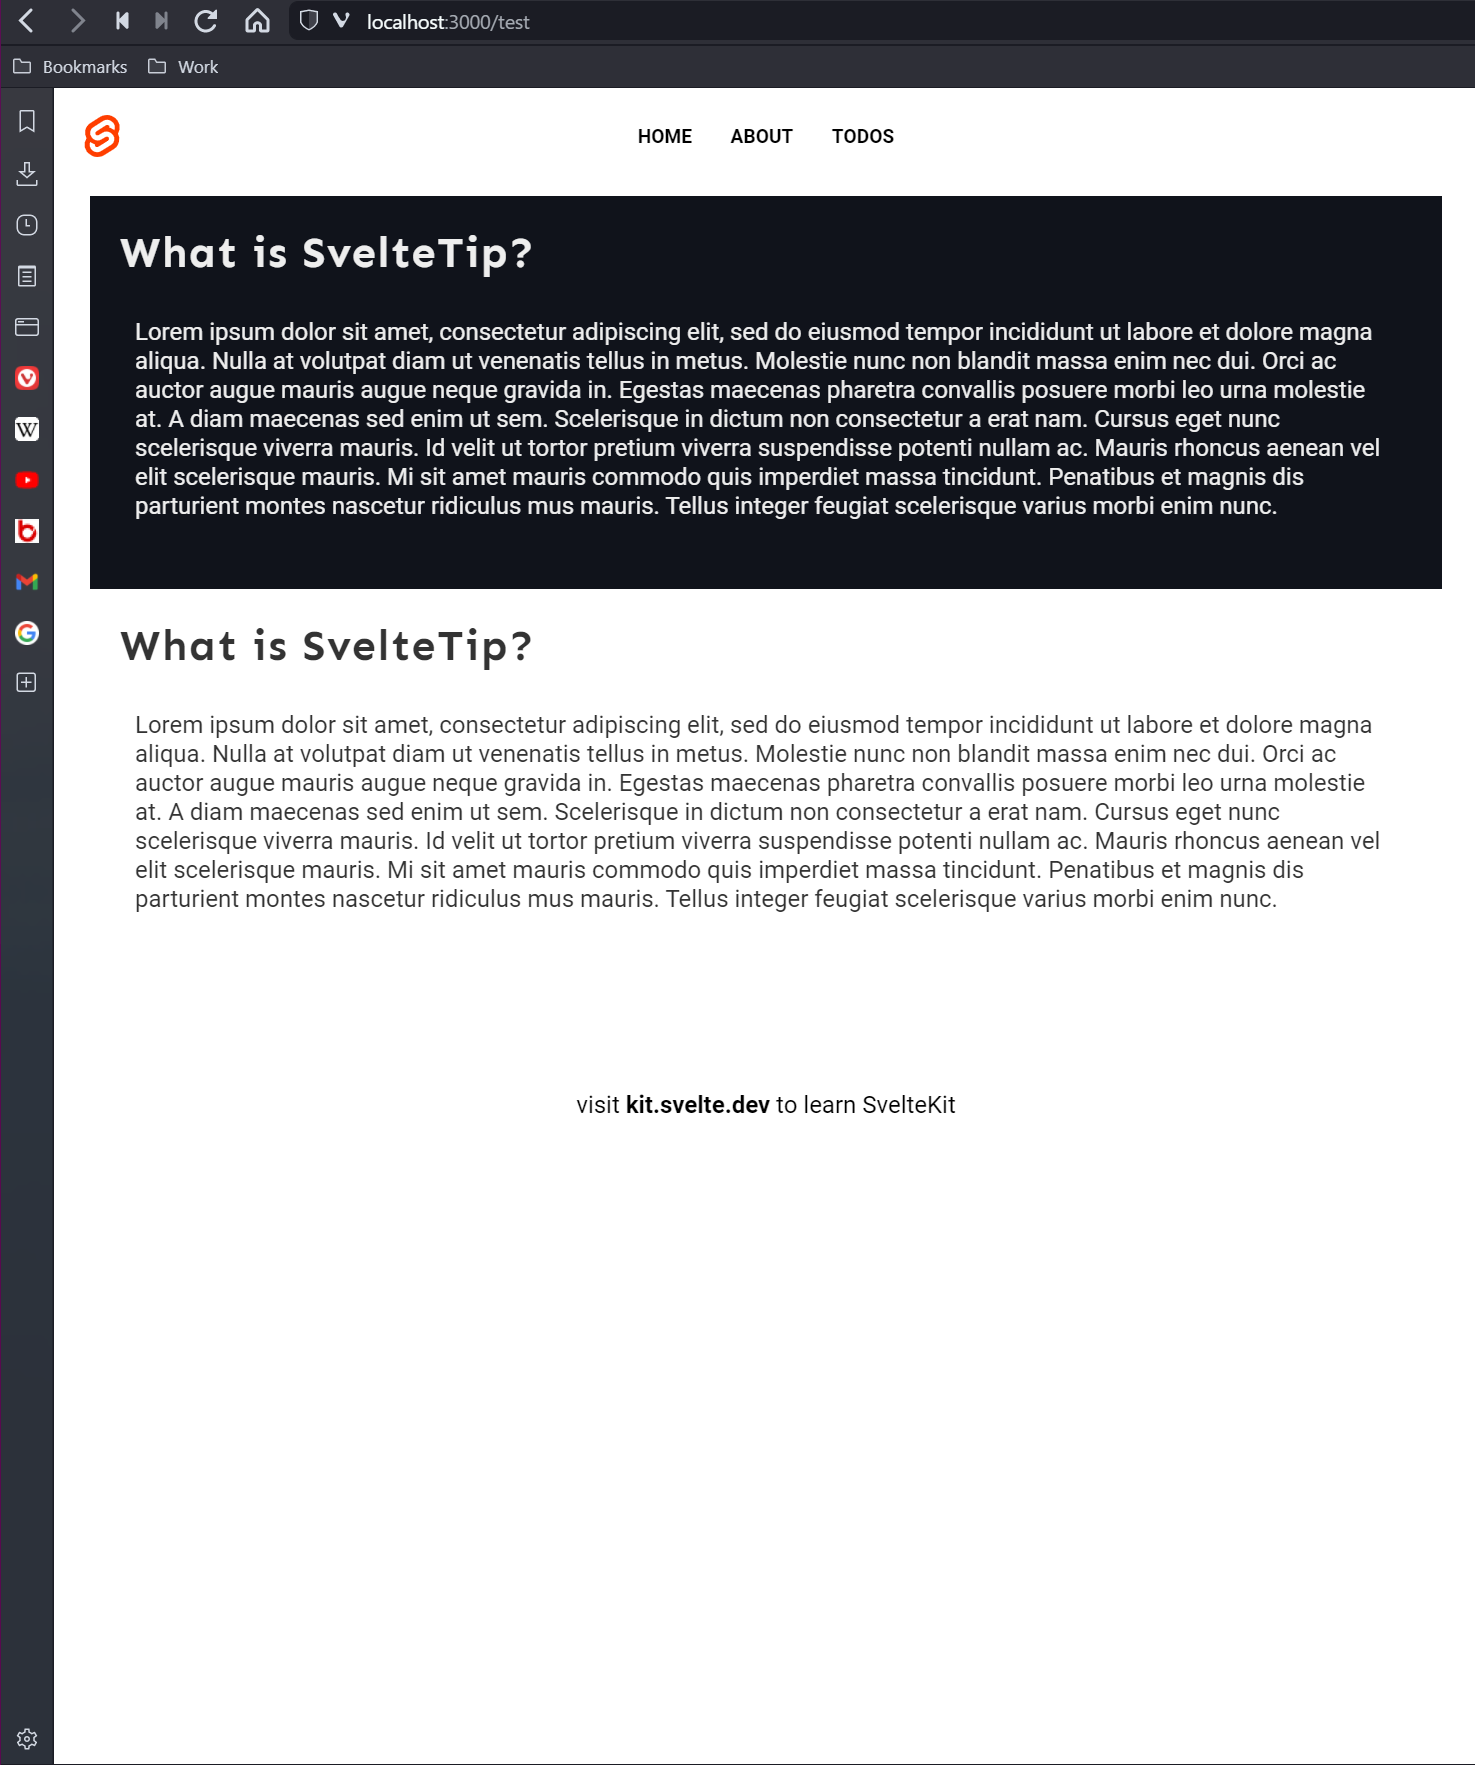 localhost:3000/test
Bookmarks Work
HOME ABOUT TODOS
What is SvelteTip?
Lorem ipsum dolor sit amet, consectetur adipiscing elit, sed do eiusmod tempor incididunt ut labore et dolore magna
aliqua. Nulla at volutpat diam ut venenatis tellus in metus. Molestie nunc non blandit massa enim nec dui. Orci ac
auctor augue mauris augue neque gravida in. Egestas maecenas pharetra convallis posuere morbi leo urna molestie
at. A diam maecenas sed enim ut sem. Scelerisque in dictum non consectetur a erat nam. Cursus eget nunc
scelerisque viverra mauris. Id velit ut tortor pretium viverra suspendisse potenti nullam ac. Mauris rhoncus aenean vel
elit scelerisque mauris. Mi sit amet mauris commodo quis imperdiet massa tincidunt. Penatibus et magnis dis
parturient montes nascetur ridiculus mus mauris. Tellus integer feugiat scelerisque varius morbi enim nunc.
What is SvelteTip?
Lorem ipsum dolor sit amet, consectetur adipiscing elit, sed do eiusmod tempor incididunt ut labore et dolore magna
aliqua. Nulla at volutpat diam ut venenatis tellus in metus. Molestie nunc non blandit massa enim nec dui. Orci ac
auctor augue mauris augue neque gravida in. Egestas maecenas pharetra convallis posuere morbi leo urna molestie
at. A diam maecenas sed enim ut sem. Scelerisque in dictum non consectetur a erat nam. Cursus eget nunc
scelerisque viverra mauris. Id velit ut tortor pretium viverra suspendisse potenti nullam ac. Mauris rhoncus aenean vel
elit scelerisque mauris. Mi sit amet mauris commodo quis imperdiet massa tincidunt. Penatibus et magnis dis
parturient montes nascetur ridiculus mus mauris. Tellus integer feugiat scelerisque varius morbi enim nunc.
visit kit.svelte.dev to learn SvelteKit